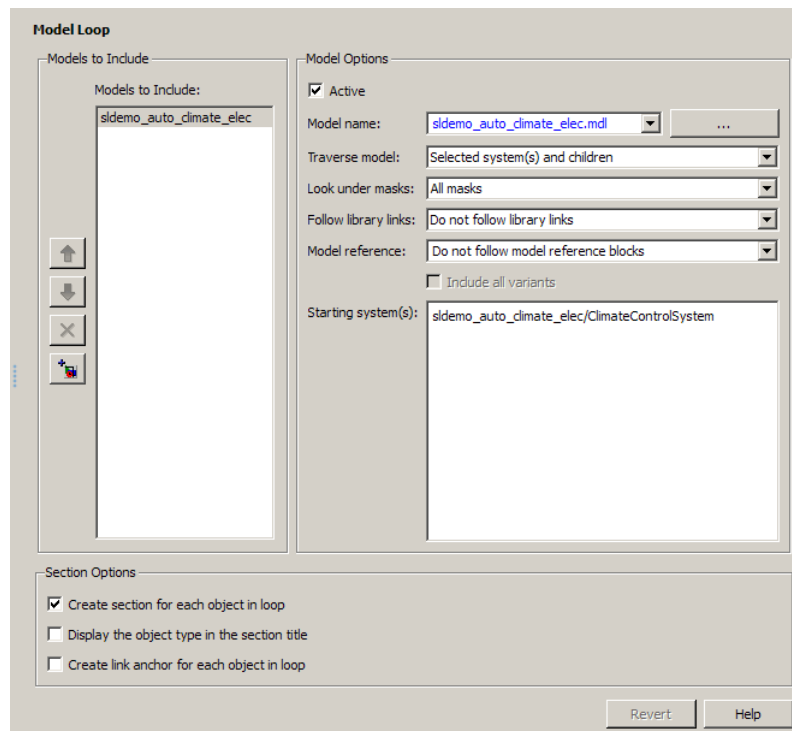 Model Loop
Models to Include
Models to Include:
sldemo_auto_climate_elec
Model Options
Active
Model name: sldemo_auto_climate_elec.mdl ...
Traverse model: Selected system(s) and children
Look under masks: All masks
Follow library links: Do not follow library links
Model reference: Do not follow model reference blocks
Include all variants
Starting system(s): sldemo_auto_climate_elec/ClimateControlSystem
Section Options
Create section for each object in loop
Display the object type in the section title
Create link anchor for each object in loop
Revert Help